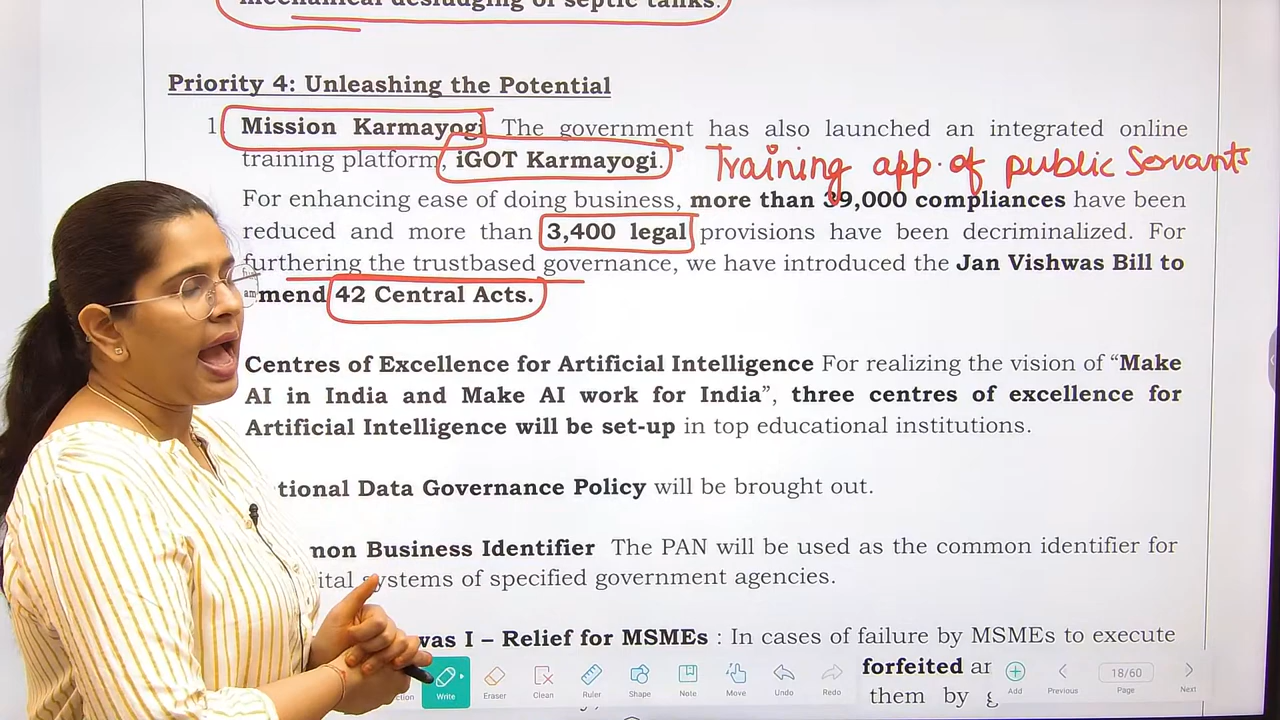 mechanical desludging of septic tanks.
Priority 4: Unleashing the Potential
1 Mission Karmayogi The government has also launched an integrated online
training platform, iGOT Karmayogi. Training app of public Servants
For enhancing ease of doing business, more than 39,000 compliances have been
reduced and more than 3,400 legal provisions have been decriminalized. For
furthering the trustbased governance, we have introduced the Jan Vishwas Bill to
mend 42 Central Acts.
Centres of Excellence for Artificial Intelligence For realizing the vision of “Make
AI in India and Make AI work for India”, three centres of excellence for
Artificial Intelligence will be set-up in top educational institutions.
tional Data Governance Policy will be brought out.
mon Business Identifier The PAN will be used as the common identifier for
ital systems of specified government agencies.
was I – Relief for MSMEs : In cases of failure by MSMEs to execute
forfeited
them by
ction
Write
Eraser
Clean
Ruler
Shape
Note
Move
Undo
Redo
Add
Previous
18/60
Page
Next